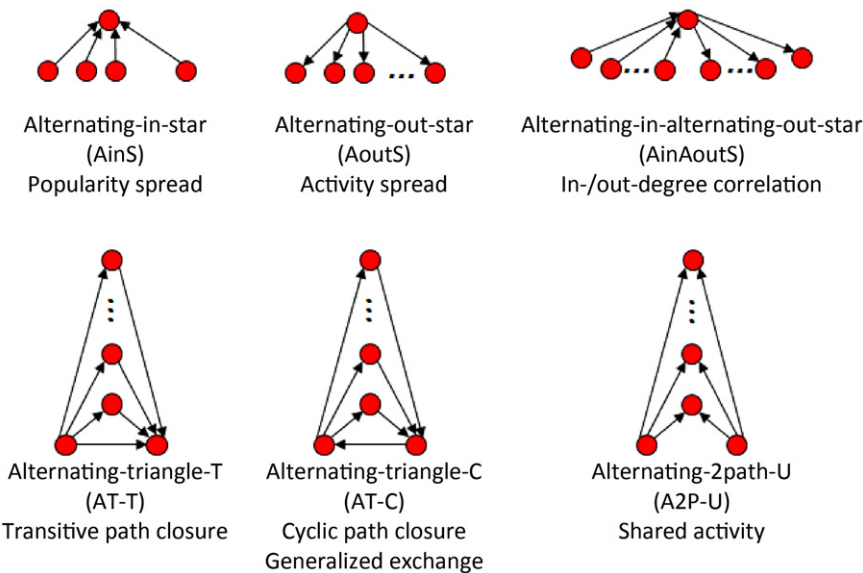 Alternating-in-star
(AinS)
Popularity spread
Alternating-out-star
(AoutS)
Activity spread
Alternating-in-alternating-out-star
(AinAoutS)
In-/out-degree correlation
Alternating-triangle-T
(AT-T)
Transitive path closure
Alternating-triangle-C
(AT-C)
Cyclic path closure
Generalized exchange
Alternating-2path-U
(A2P-U)
Shared activity